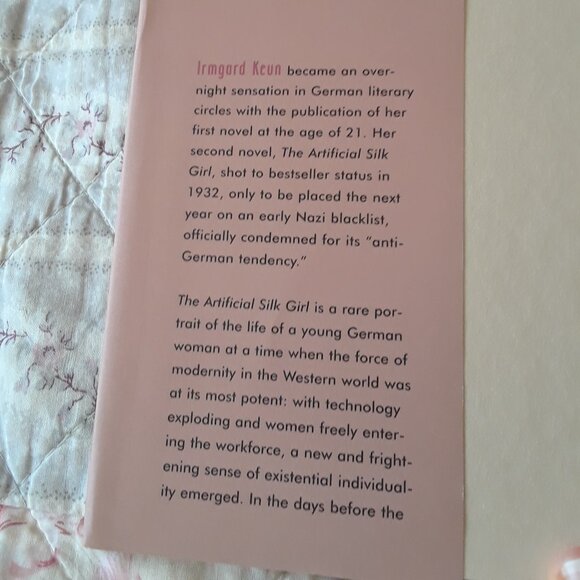 Irmgard Keun became an over-
night sensation in German literary
circles with the publication of her
first novel at the age of 21. Her
second novel, The Artificial Silk
Girl, shot to bestseller status in
1932, only to be placed the next
year on an early Nazi blacklist,
officially condemned for its "anti-
German tendency."
The Artificial Silk Girl is a rare por-
trait of the life of a young German
woman at a time when the force of
modernity in the Western world was
at its most potent: with technology
exploding and women freely enter-
ing the workforce, a new and fright-
ening sense of existential individual-
ity emerged. In the days before the